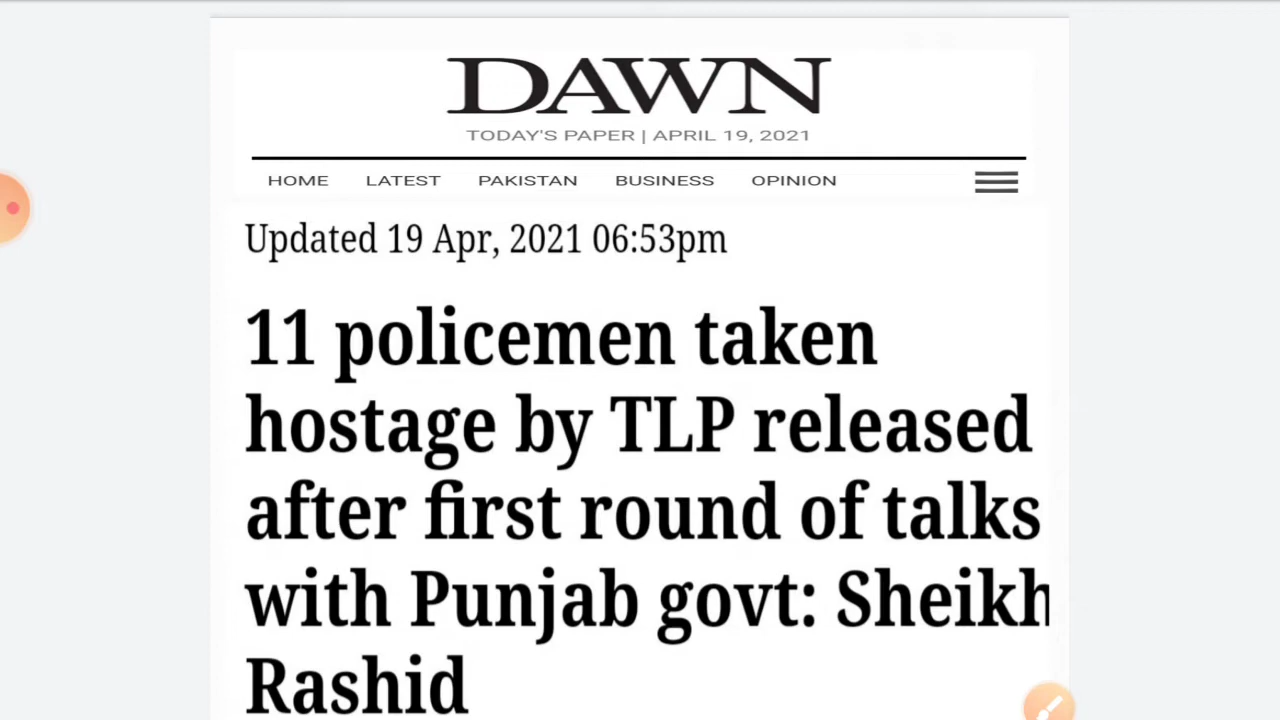 DAWN
TODAY'S PAPER | APRIL 19, 2021
HOME LATEST PAKISTAN BUSINESS OPINION
Updated 19 Apr, 2021 06:53pm
11 policemen taken
hostage by TLP released
after first round of talks
with Punjab govt: Sheikh
Rashid